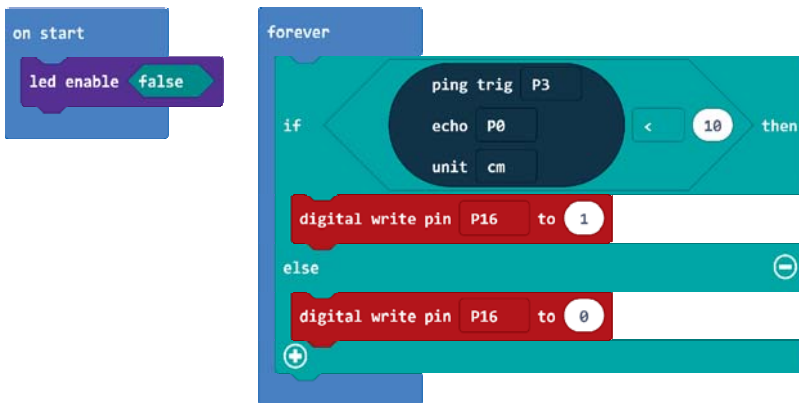 on start
led enable false
forever
ping trig P3
if echo P0 < 10 then
unit cm
digital write pin P16 to 1
else
digital write pin P16 to 0